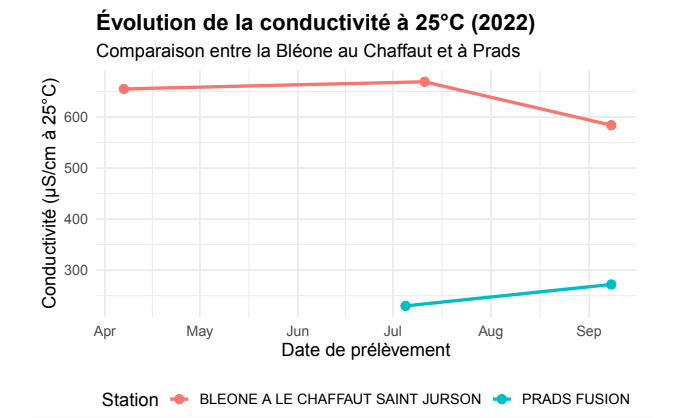 Évolution de la conductivité à 25°C (2022)
Comparaison entre la Bléone au Chaffaut et à Prads
Conductivité (µS/cm à 25°C)
600
500
400
300
Apr May Jun Jul Aug Sep
Date de prélèvement
Station BLEONE A LE CHAFFAUT SAINT JURSON PRADS FUSION